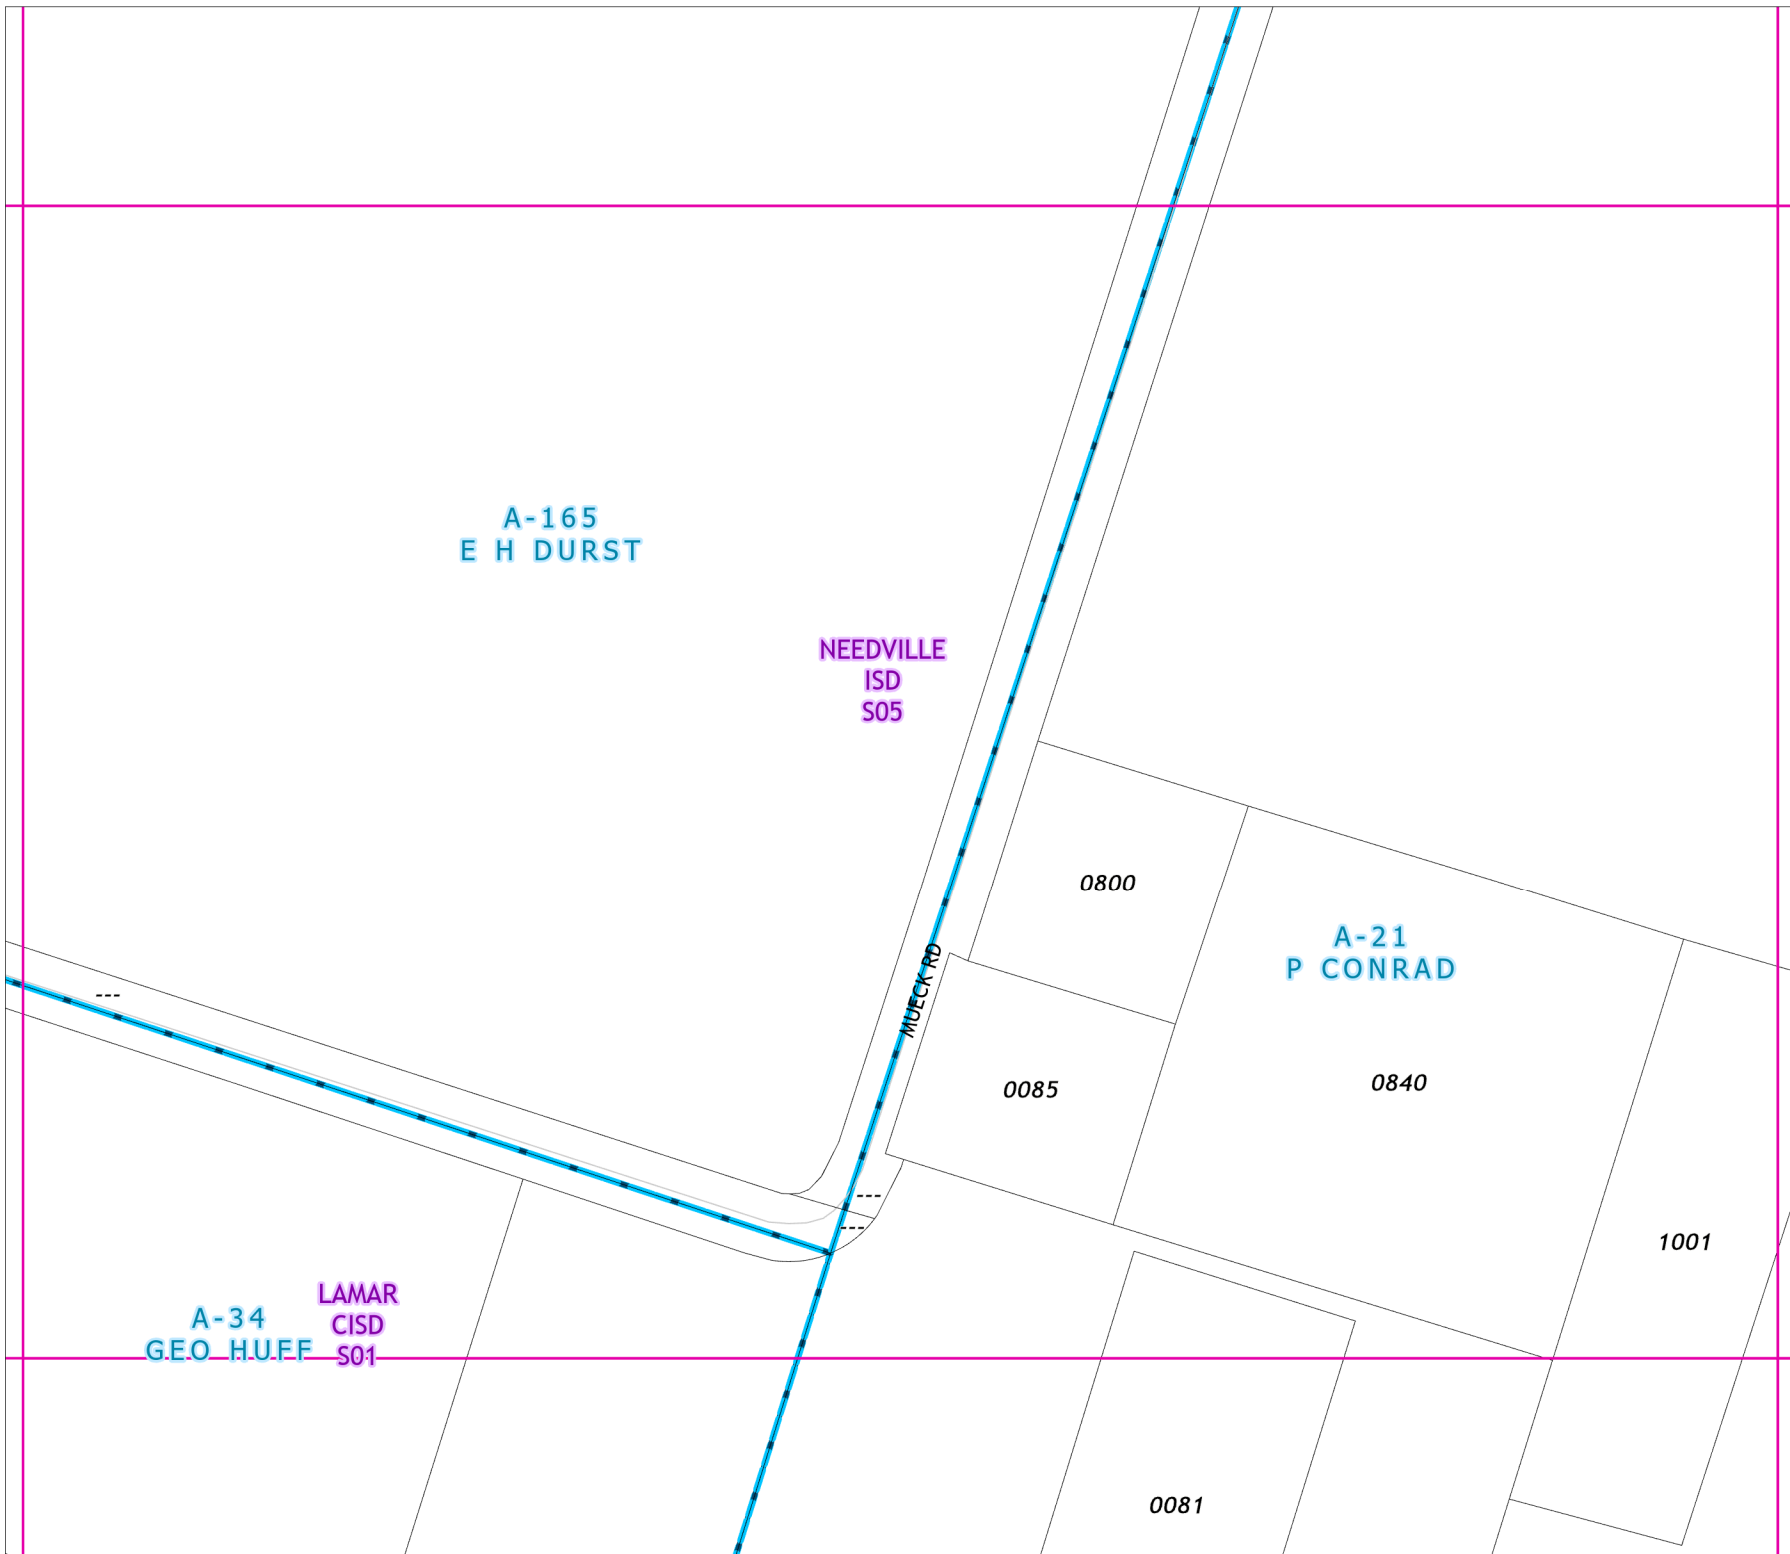 A-165
E H DURST
NEEDVILLE
ISD
S05
0800
A-21
P CONRAD
MUECK RD
---
0085
0840
---
---
1001
LAMAR
CISD
S01
A-34
GEO HUFF
0081